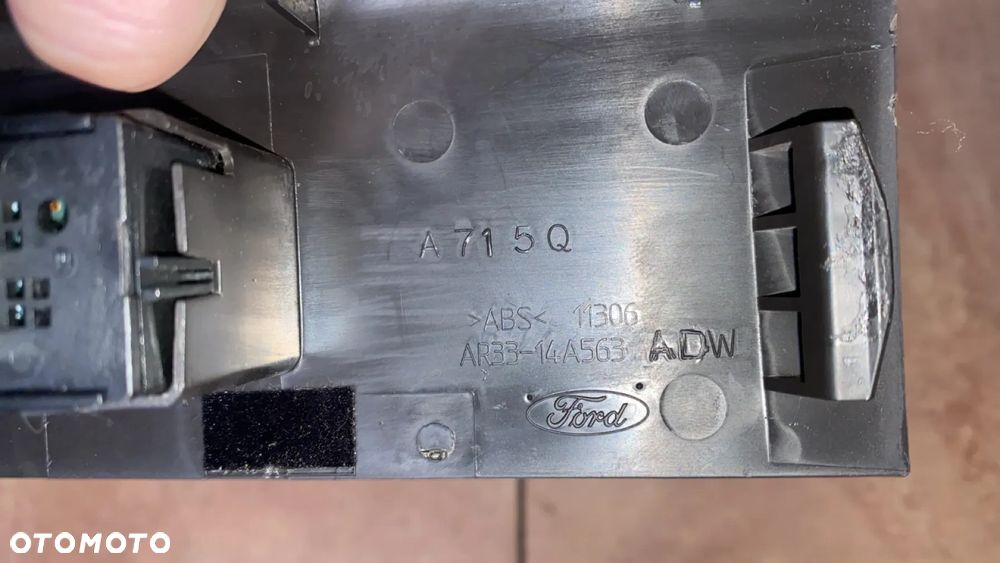 A715Q
>ABS< 11306
AR33-14A563 ADW
Ford
OTOMOTO